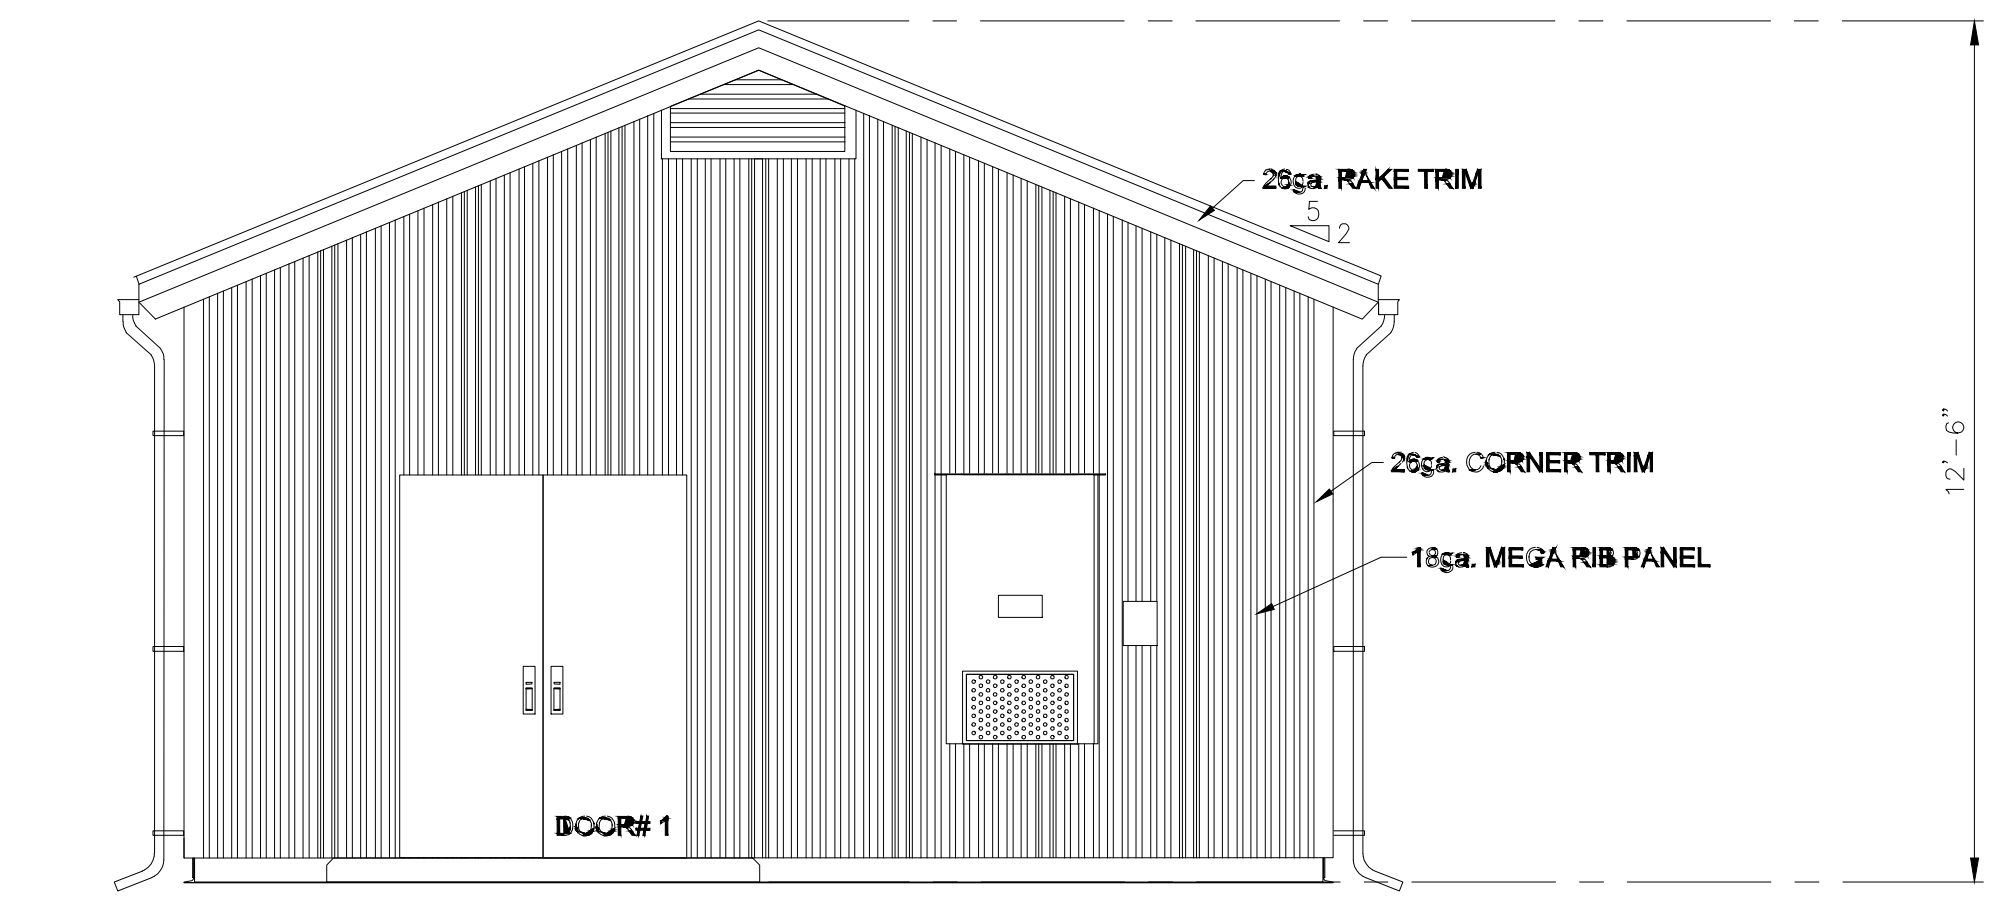 26ga. RAKE TRIM
5
2
12'-6"
26ga. CORNER TRIM
18ga. MEGA RIB PANEL
DOOR# 1